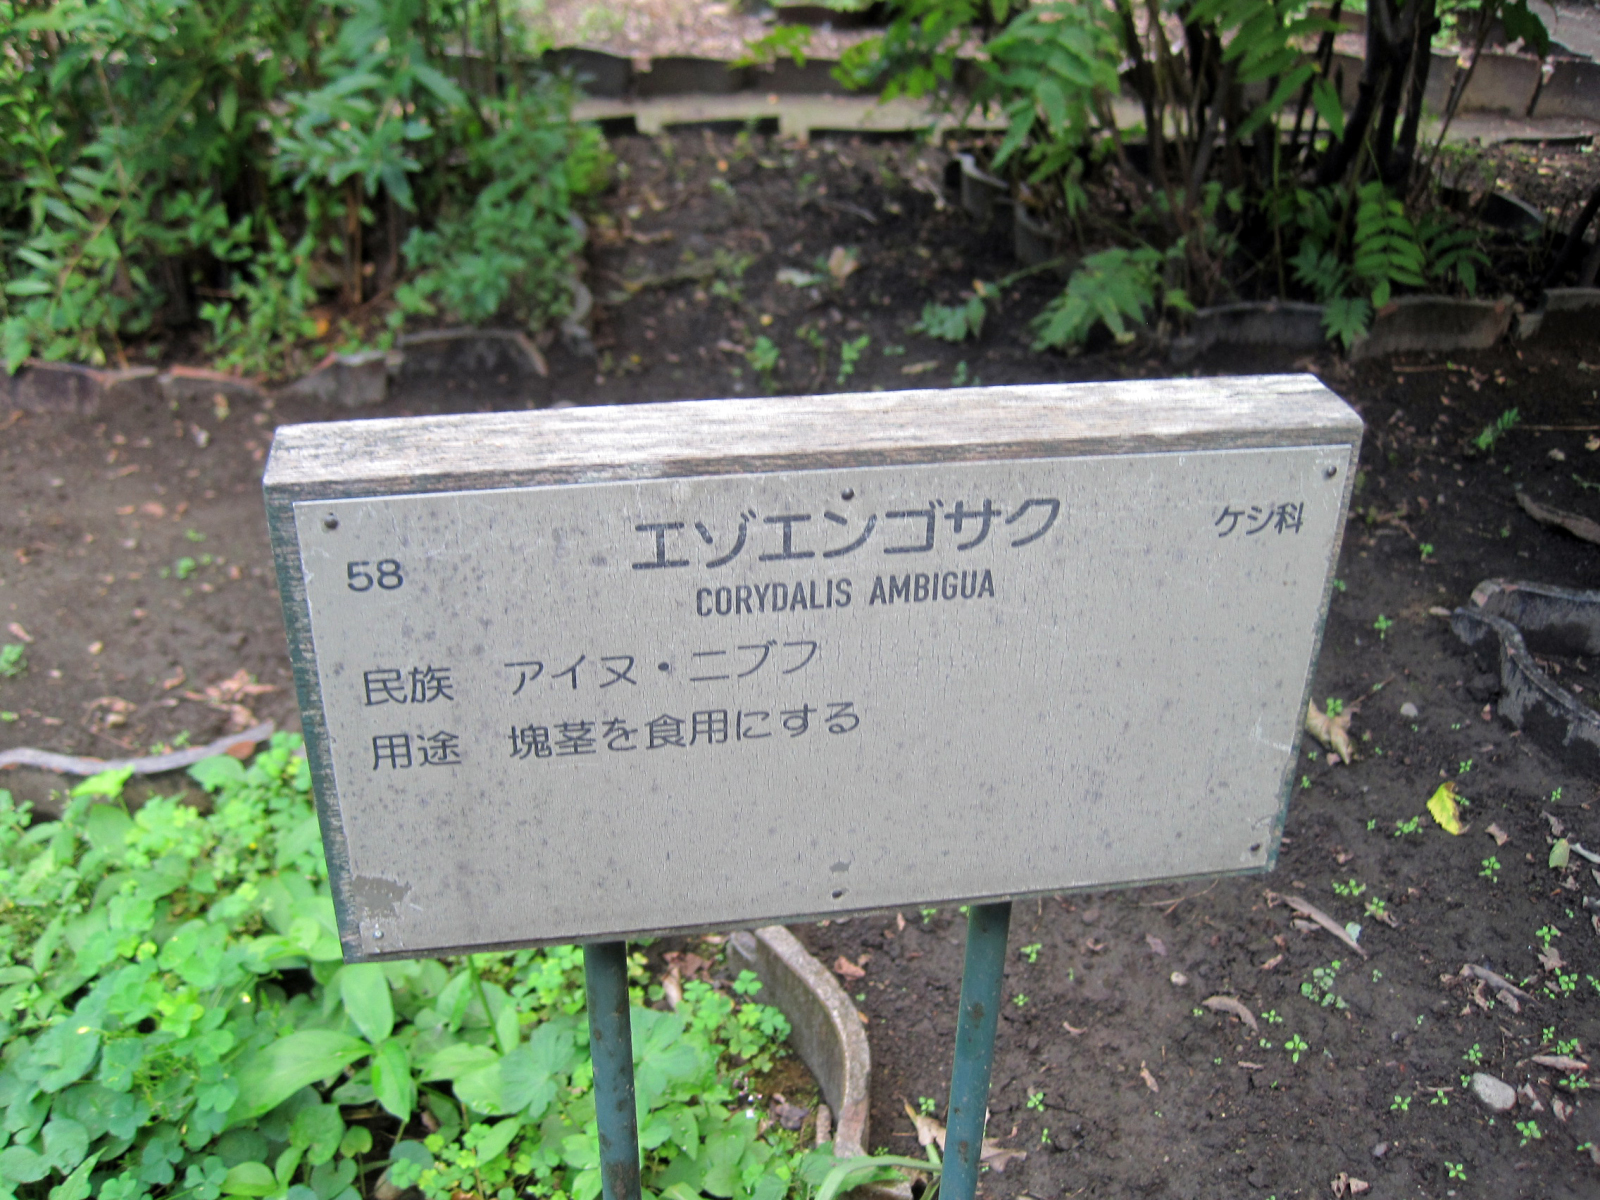 58 エゾエンゴサク ケシ科
CORYDALIS AMBIGUA
民族 アイヌ・ニブフ
用途 塊茎を食用にする